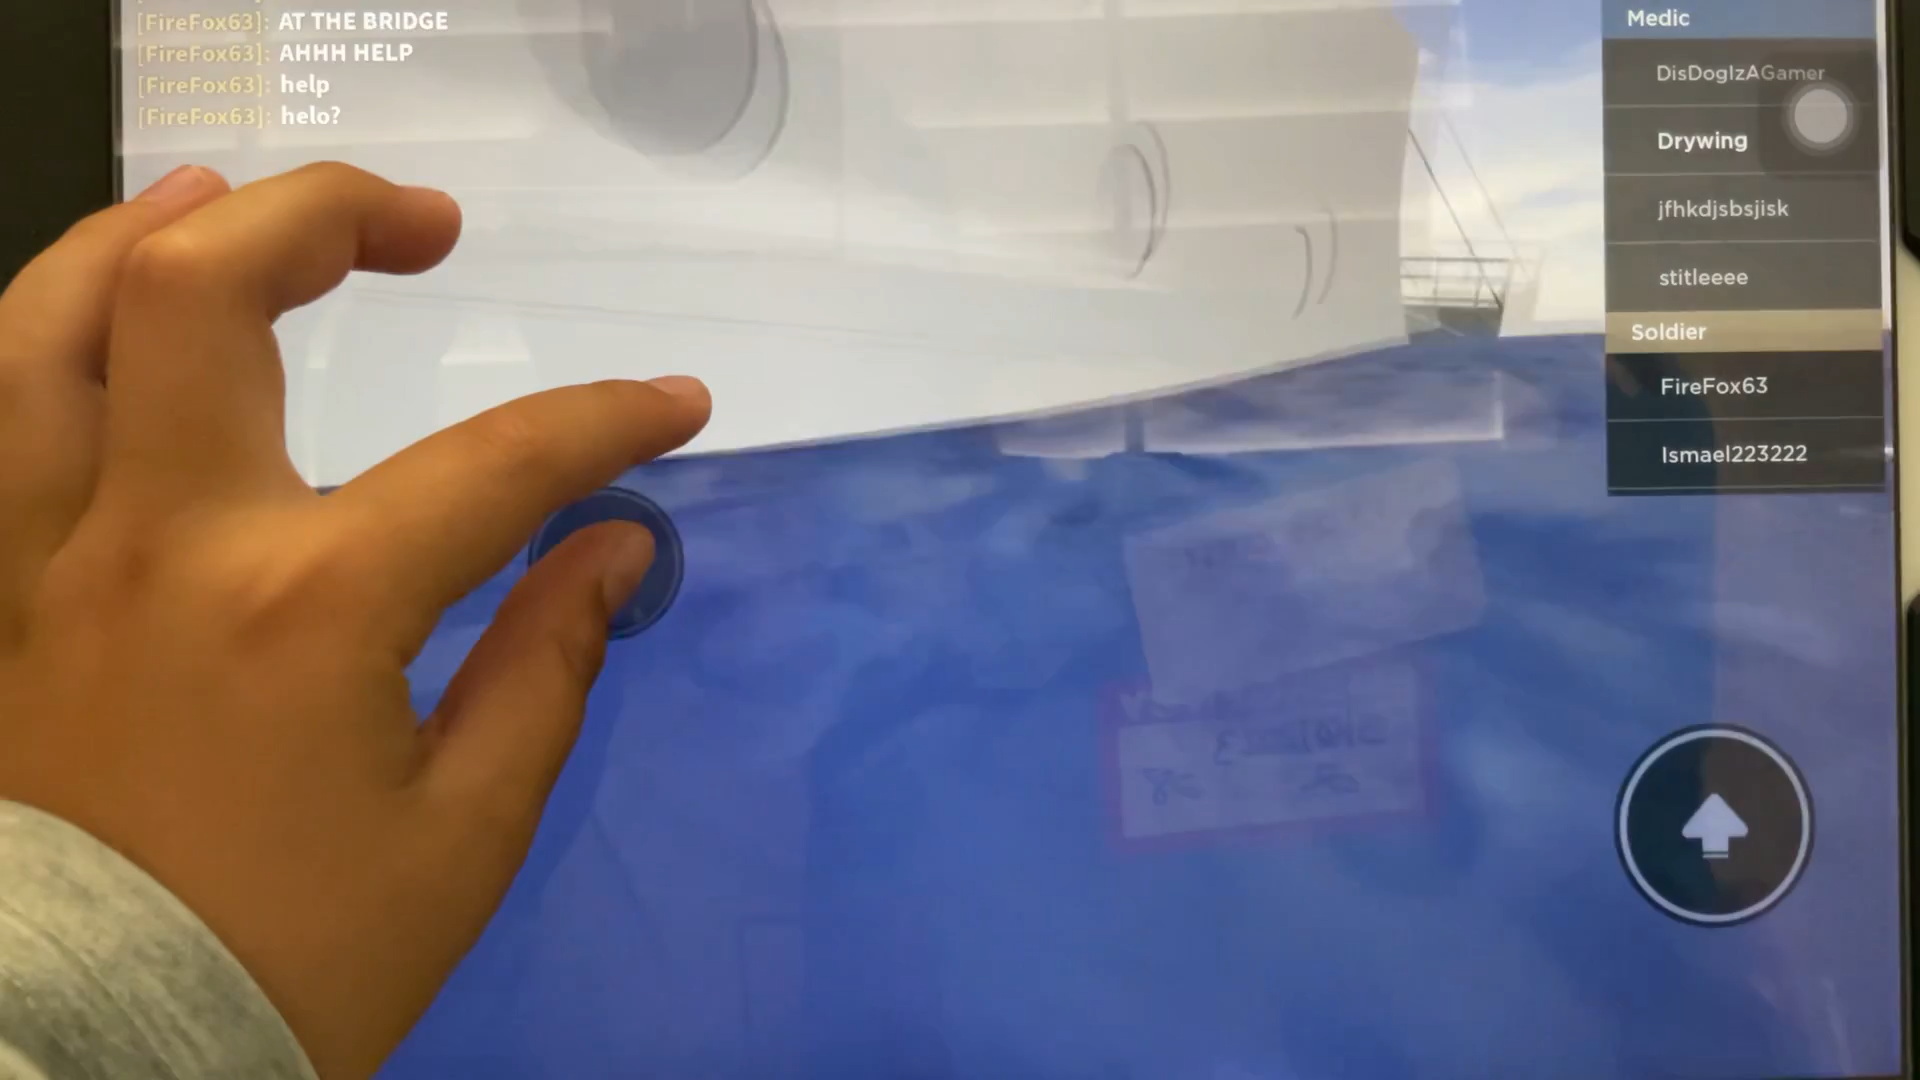 [FireFox63]: AT THE BRIDGE
[FireFox63]: AHHH HELP
[FireFox63]: help
[FireFox63]: helo?
Medic
DisDogIzAGamer
Drywing
jfhkdjsbsjisk
stitleeee
Soldier
FireFox63
Ismael223222